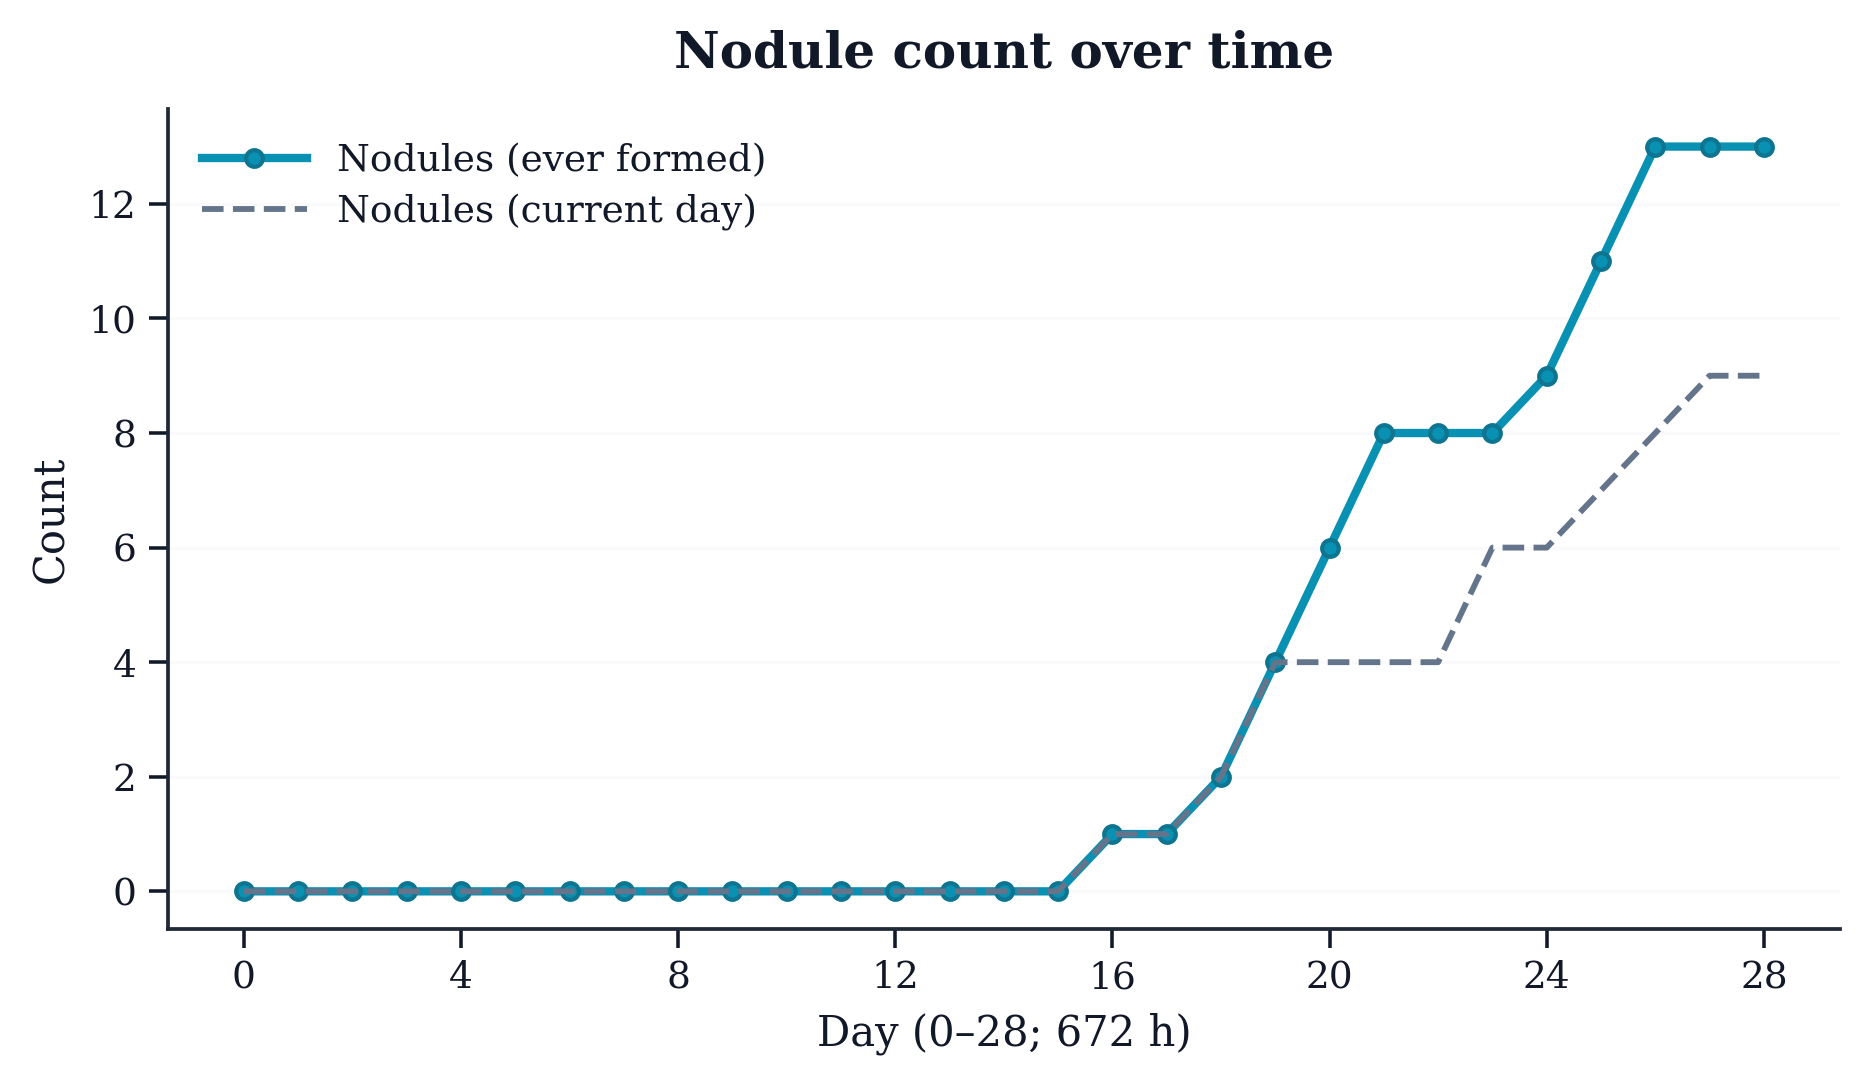 Nodule count over time
Nodules (ever formed)
Nodules (current day)
Count
12
10
8
6
4
2
0
0 4 8 12 16 20 24 28
Day (0–28; 672 h)